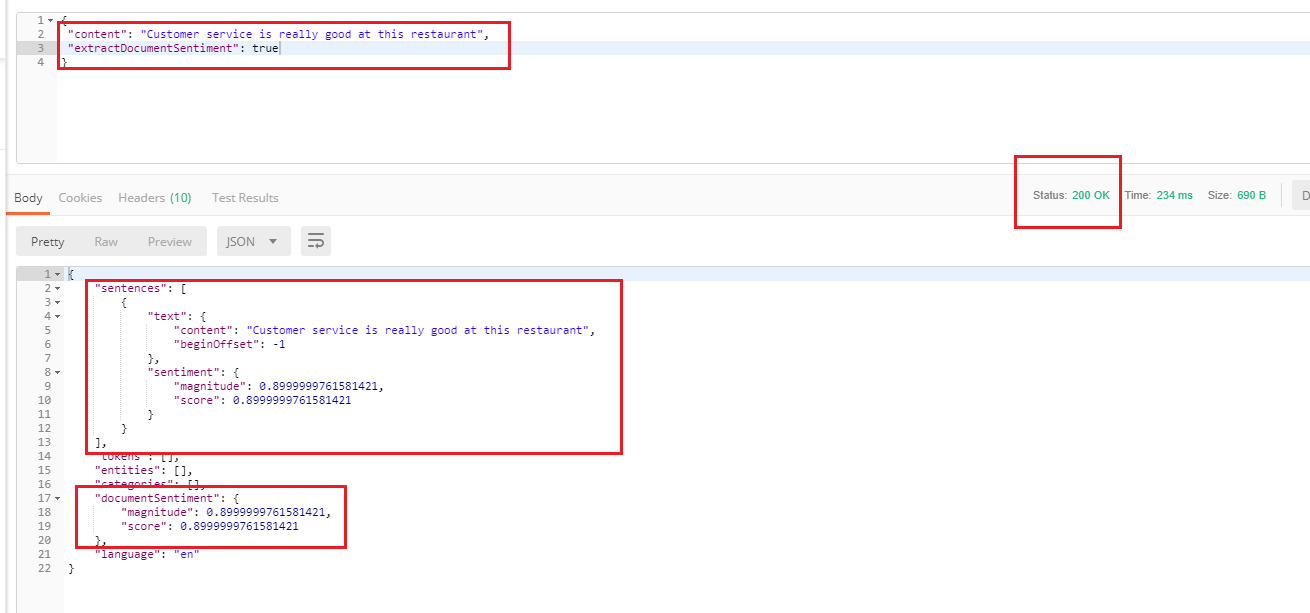 1 {
2 "content": "Customer service is really good at this restaurant",
3 "extractDocumentSentiment": true
4 }
Body Cookies Headers (10) Test Results Status: 200 OK Time: 234 ms Size: 690 B D
Pretty Raw Preview JSON
1 {
2 "sentences": [
3 {
4 "text": {
5 "content": "Customer service is really good at this restaurant",
6 "beginOffset": -1
7 },
8 "sentiment": {
9 "magnitude": 0.8999999761581421,
10 "score": 0.8999999761581421
11 }
12 }
13 ],
14 "tokens": [],
15 "entities": [],
16 "categories": [],
17 "documentSentiment": {
18 "magnitude": 0.8999999761581421,
19 "score": 0.8999999761581421
20 },
21 "language": "en"
22 }